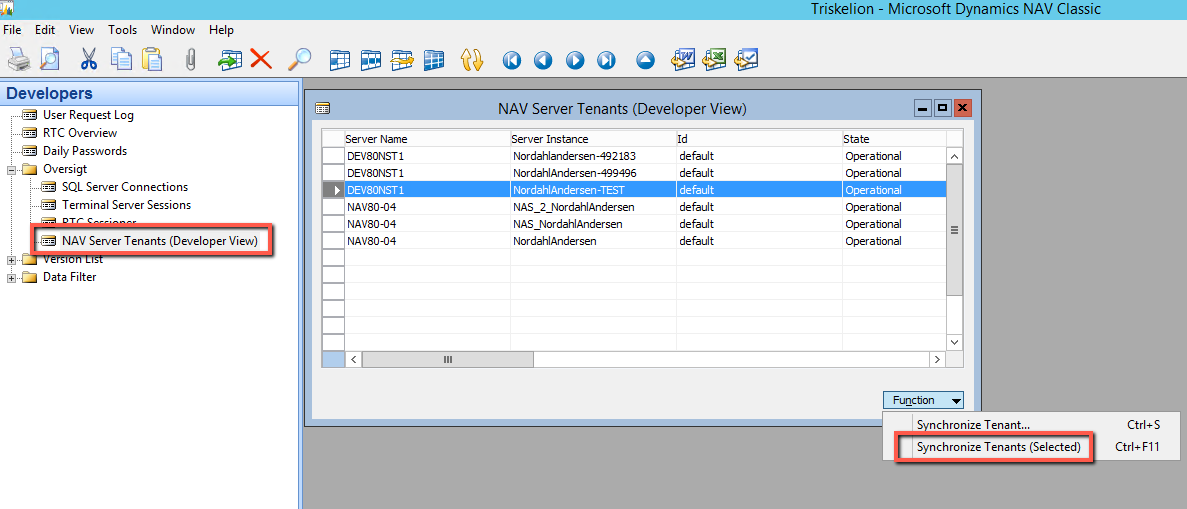 Triskelion - Microsoft Dynamics NAV Classic
File Edit View Tools Window Help
Developers
User Request Log
RTC Overview
Daily Passwords
Oversigt
SQL Server Connections
Terminal Server Sessions
RTC Sessioner
NAV Server Tenants (Developer View)
Version List
Data Filter
NAV Server Tenants (Developer View)
Server Name Server Instance Id State
DEV80NST1 Nordahlandersen-492183 default Operational
DEV80NST1 NordahlAndersen-499496 default Operational
DEV80NST1 NordahlAndersen-TEST default Operational
NAV80-04 NAS_2_NordahlAndersen default Operational
NAV80-04 NAS_NordahlAndersen default Operational
NAV80-04 NordahlAndersen default Operational
Function
Synchronize Tenant... Ctrl+S
Synchronize Tenants (Selected) Ctrl+F11